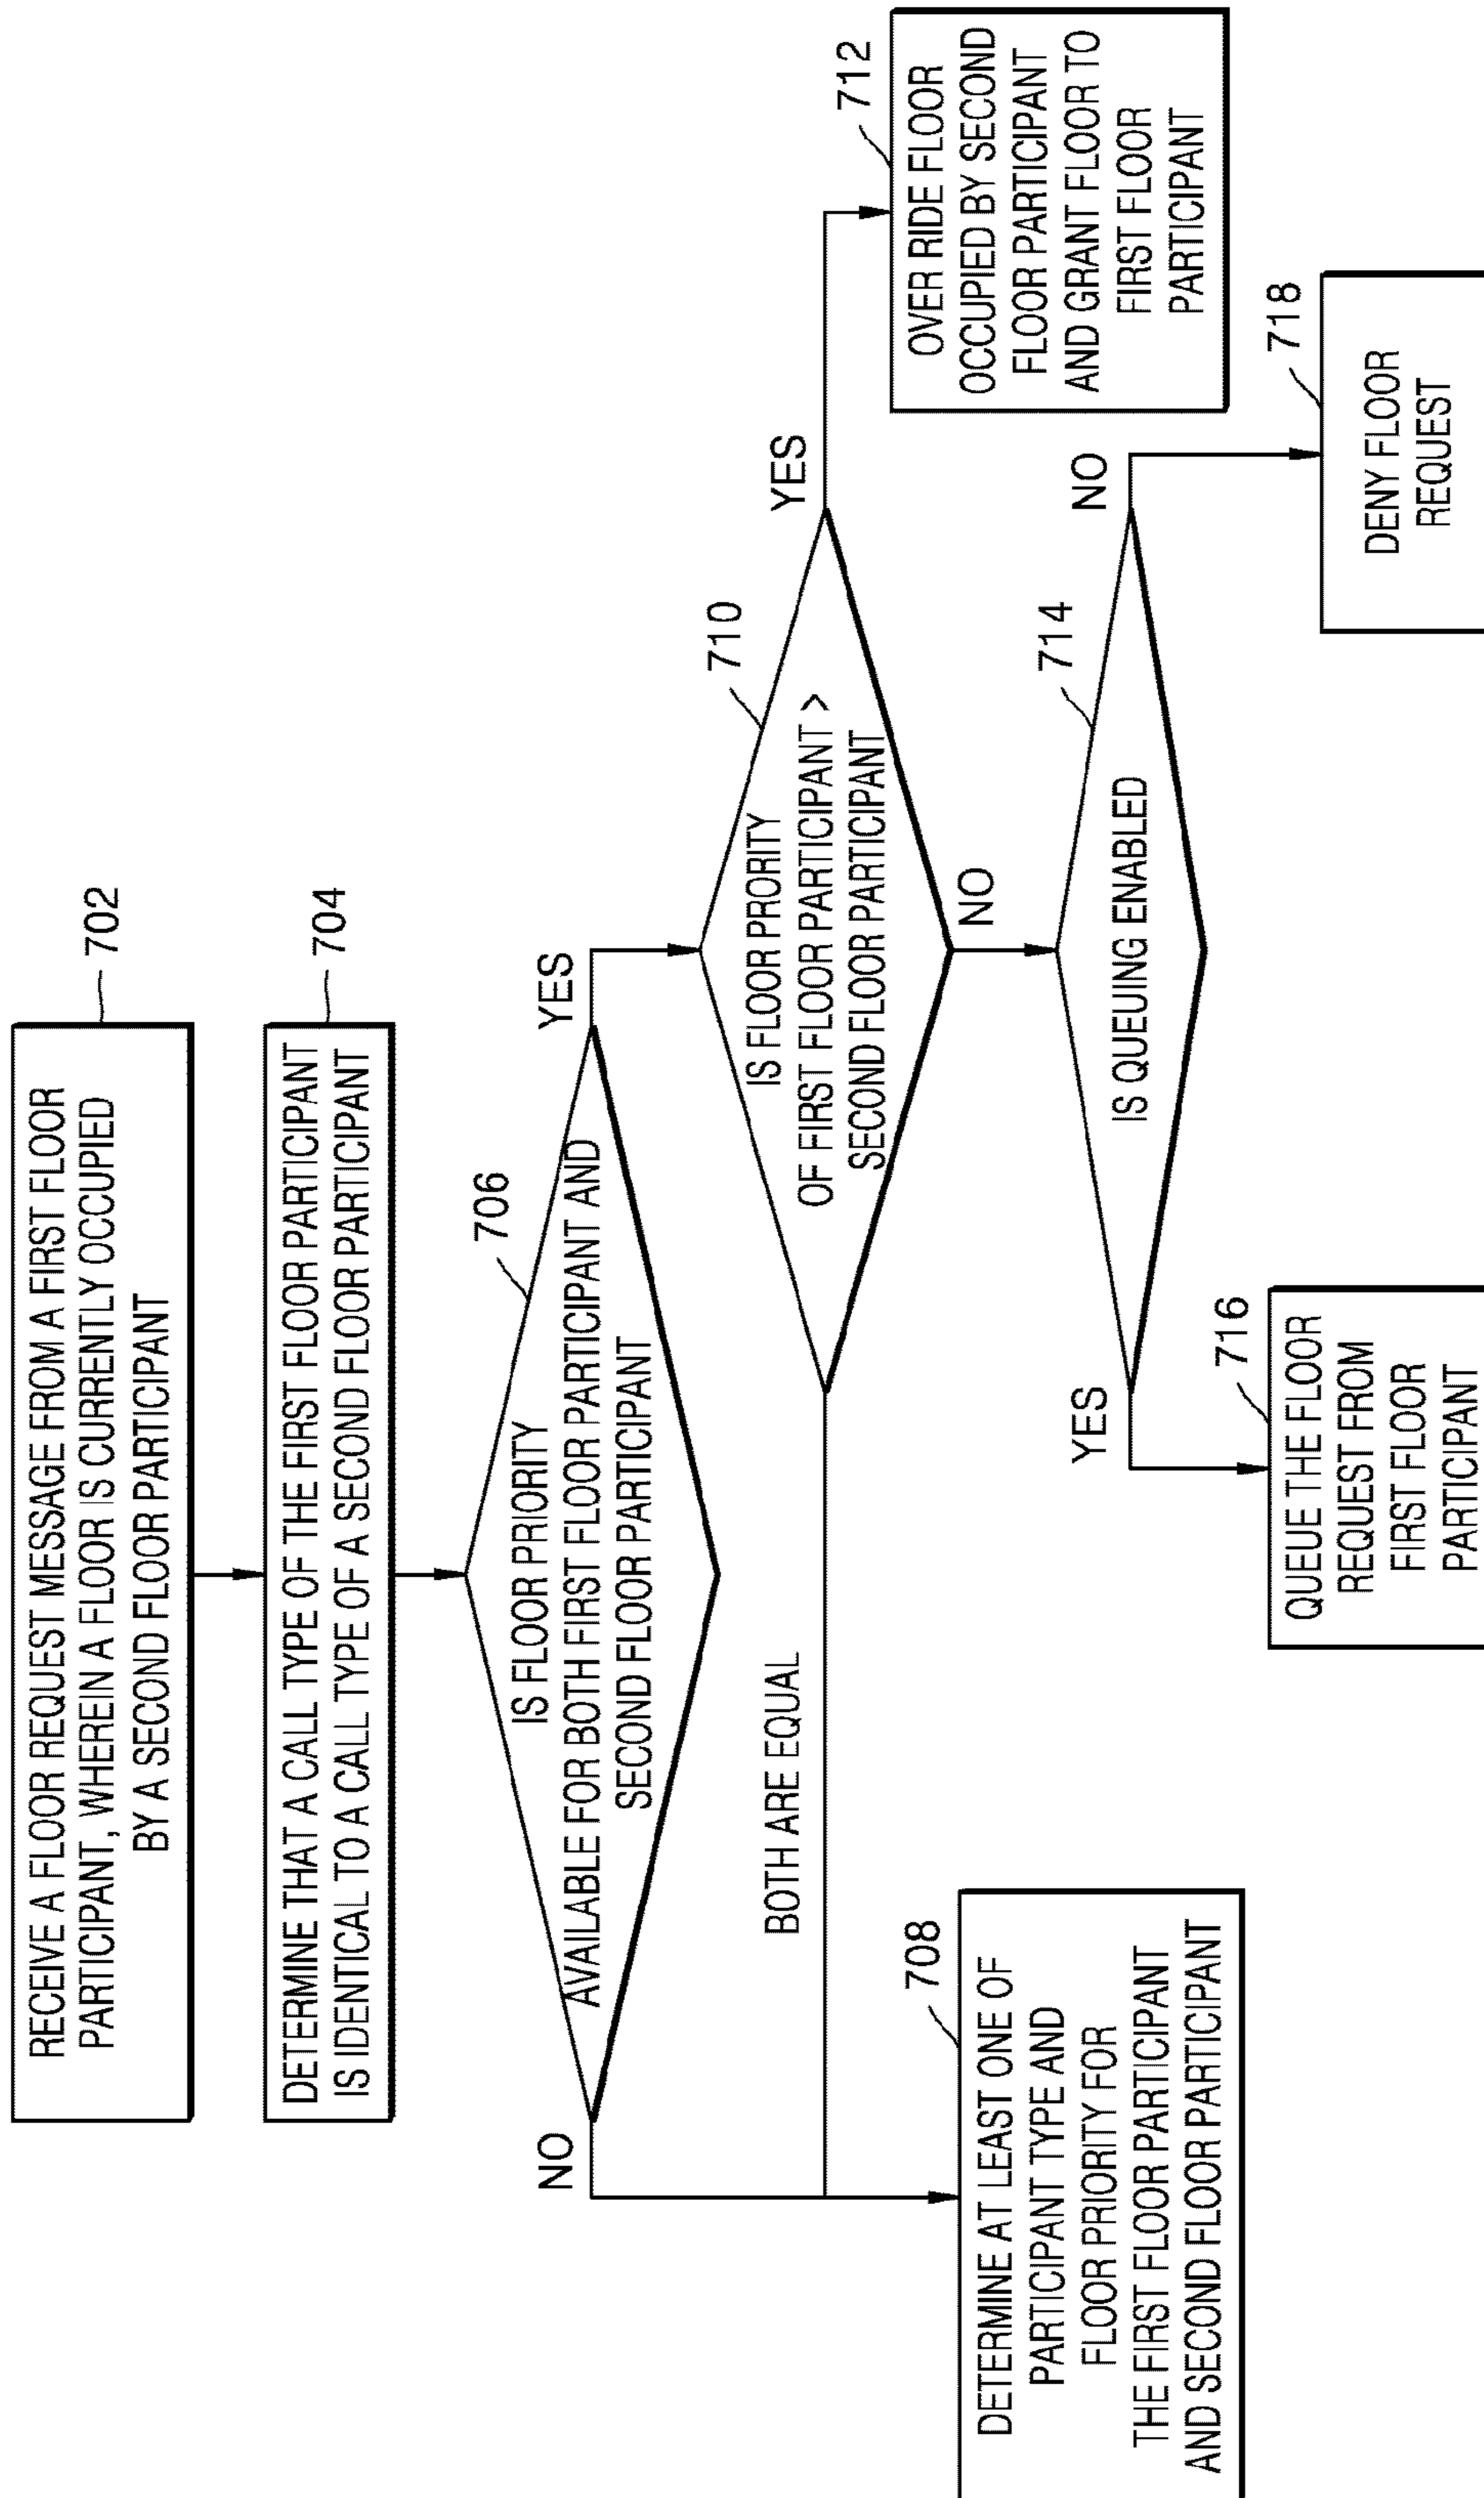 RECEIVE A FLOOR REQUEST MESSAGE FROM A FIRST FLOOR
PARTICIPANT, WHEREIN A FLOOR IS CURRENTLY OCCUPIED
BY A SECOND FLOOR PARTICIPANT
702
DETERMINE THAT A CALL TYPE OF THE FIRST FLOOR PARTICIPANT
IS IDENTICAL TO A CALL TYPE OF A SECOND FLOOR PARTICIPANT
704
706
IS FLOOR PRIORITY
AVAILABLE FOR BOTH FIRST FLOOR PARTICIPANT AND
SECOND FLOOR PARTICIPANT
NO
YES
710
IS FLOOR PRORITY
OF FIRST FLOOR PARTICIPANT >
SECOND FLOOR PARTICIPANT
BOTH ARE EQUAL
YES
NO
712
OVER RIDE FLOOR
OCCUPIED BY SECOND
FLOOR PARTICIPANT
AND GRANT FLOOR TO
FIRST FLOOR
PARTICIPANT
708
DETERMINE AT LEAST ONE OF
PARTICIPANT TYPE AND
FLOOR PRIORITY FOR
THE FIRST FLOOR PARTICIPANT
AND SECOND FLOOR PARTICIPANT
714
IS QUEUING ENABLED
YES
NO
716
QUEUE THE FLOOR
REQUEST FROM
FIRST FLOOR
PARTICIPANT
718
DENY FLOOR
REQUEST